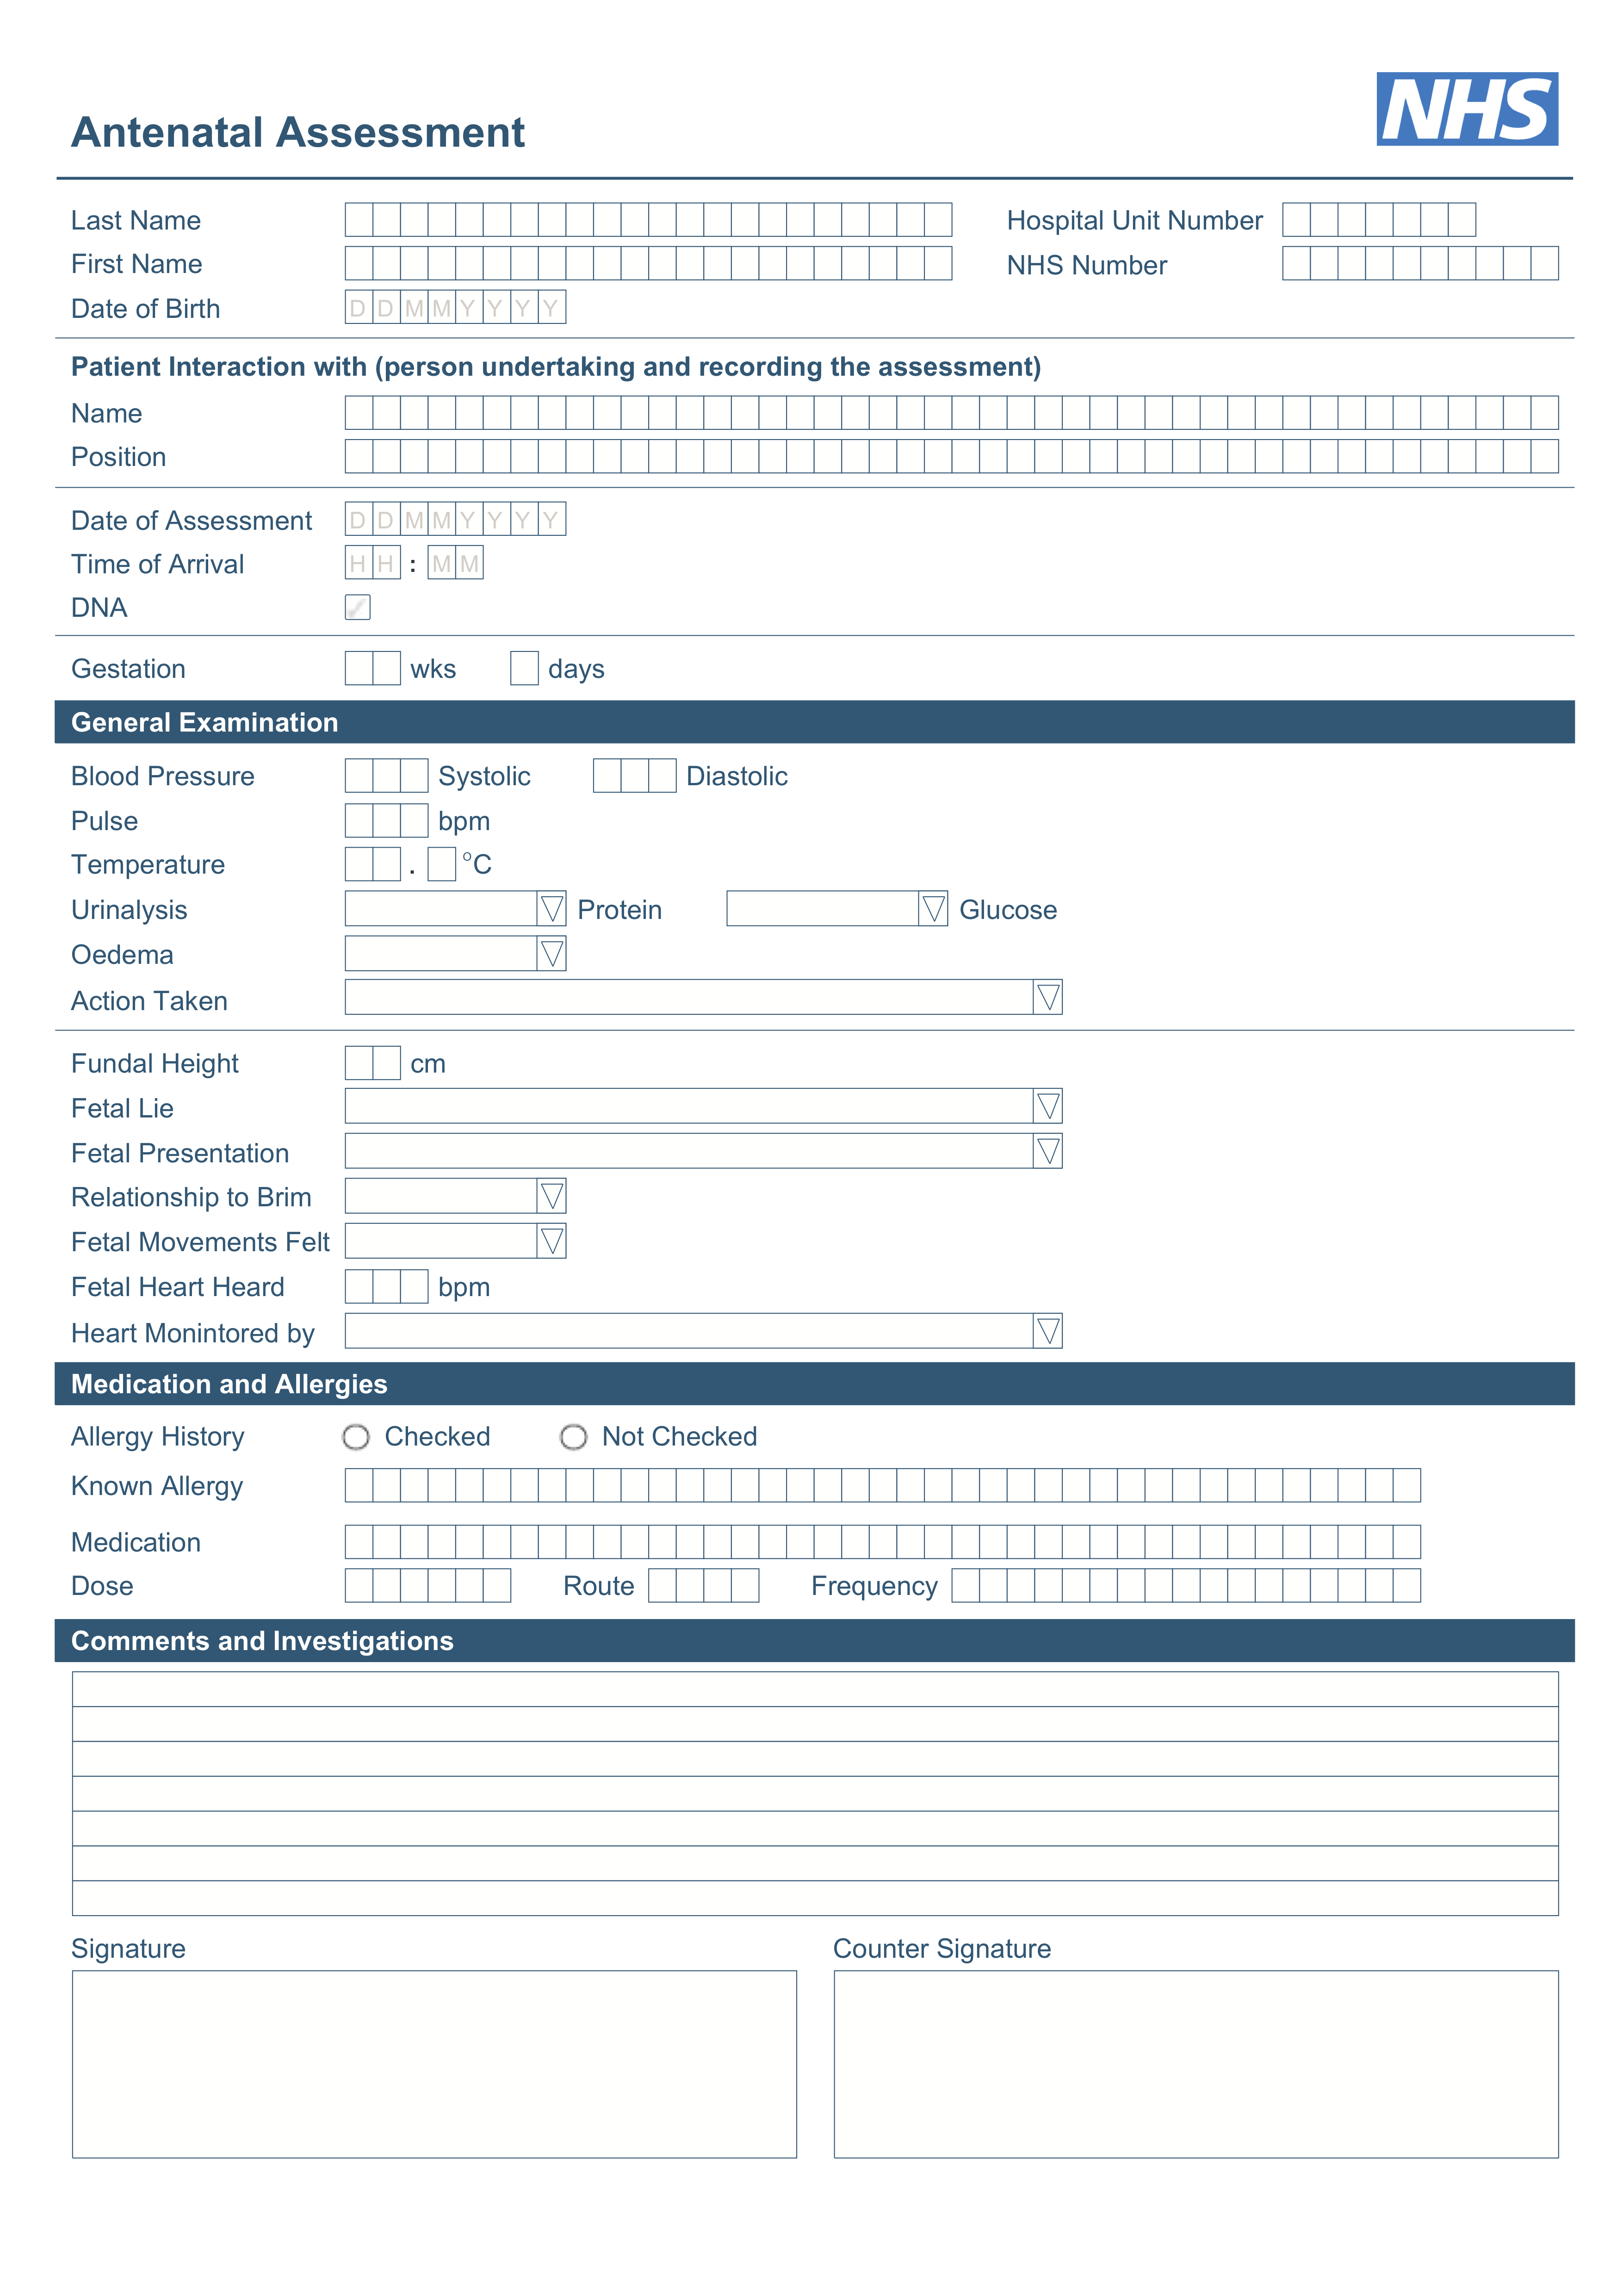 Antenatal Assessment
NHS
Last Name
Hospital Unit Number
First Name
NHS Number
Date of Birth D D M M Y Y Y Y
Patient Interaction with (person undertaking and recording the assessment)
Name
Position
Date of Assessment D D M M Y Y Y Y
Time of Arrival H H : M M
DNA
Gestation wks days
General Examination
Blood Pressure Systolic Diastolic
Pulse bpm
Temperature . °C
Urinalysis Protein Glucose
Oedema
Action Taken
Fundal Height cm
Fetal Lie
Fetal Presentation
Relationship to Brim
Fetal Movements Felt
Fetal Heart Heard bpm
Heart Monintored by
Medication and Allergies
Allergy History Checked Not Checked
Known Allergy
Medication
Dose Route Frequency
Comments and Investigations
Signature Counter Signature